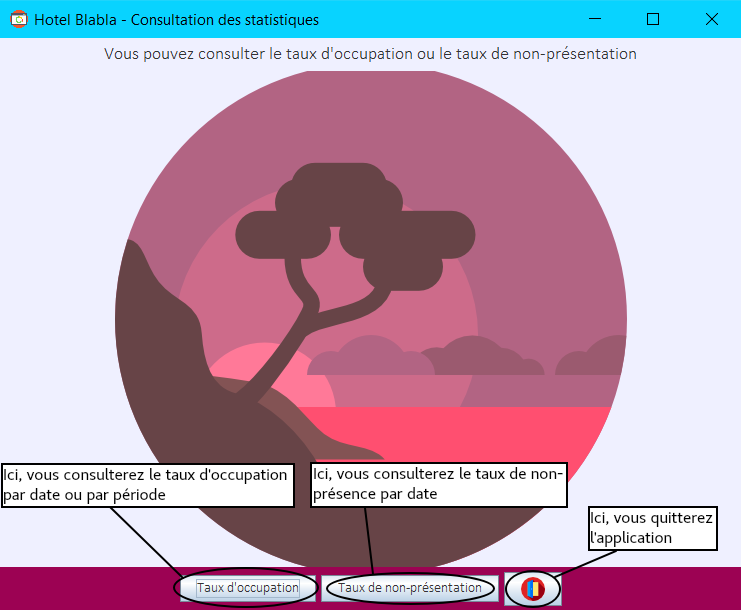 Hotel Blabla - Consultation des statistiques
Vous pouvez consulter le taux d'occupation ou le taux de non-présentation
Ici, vous consulterez le taux d'occupation
par date ou par période
Ici, vous consulterez le taux de non-
présence par date
Ici, vous quitterez
l'application
Taux d'occupation
Taux de non-présentation